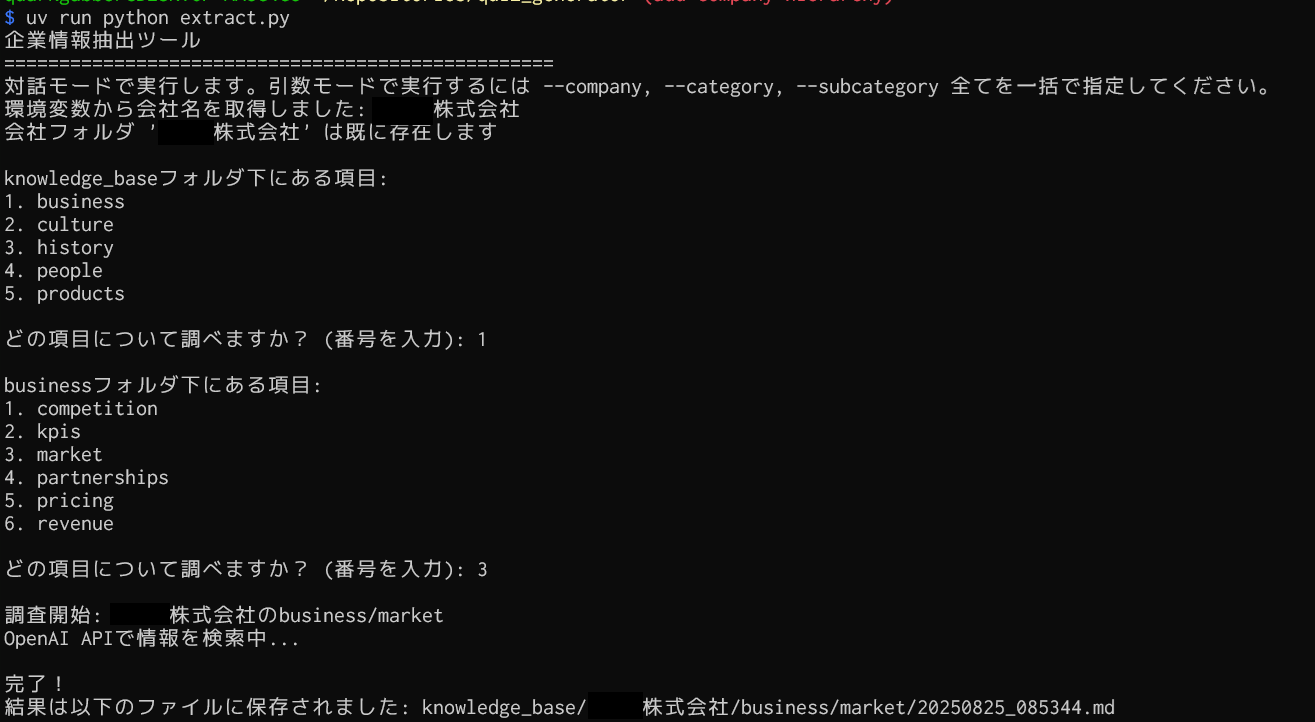 $ uv run python extract.py
企業情報抽出ツール
==================================================
対話モードで実行します。引数モードで実行するには --company, --category, --subcategory 全てを一括で指定してください。
環境変数から会社名を取得しました: 株式会社
会社フォルダ '株式会社' は既に存在します
knowledge_baseフォルダ下にある項目:
1. business
2. culture
3. history
4. people
5. products
どの項目について調べますか？ (番号を入力): 1
businessフォルダ下にある項目:
1. competition
2. kpis
3. market
4. partnerships
5. pricing
6. revenue
どの項目について調べますか？ (番号を入力): 3
調査開始: 株式会社のbusiness/market
OpenAI APIで情報を検索中...
完了！
結果は以下のファイルに保存されました: knowledge_base/株式会社/business/market/20250825_085344.md